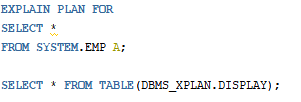 EXPLAIN PLAN FOR
SELECT *
FROM SYSTEM.EMP A;
SELECT * FROM TABLE(DBMS_XPLAN.DISPLAY);